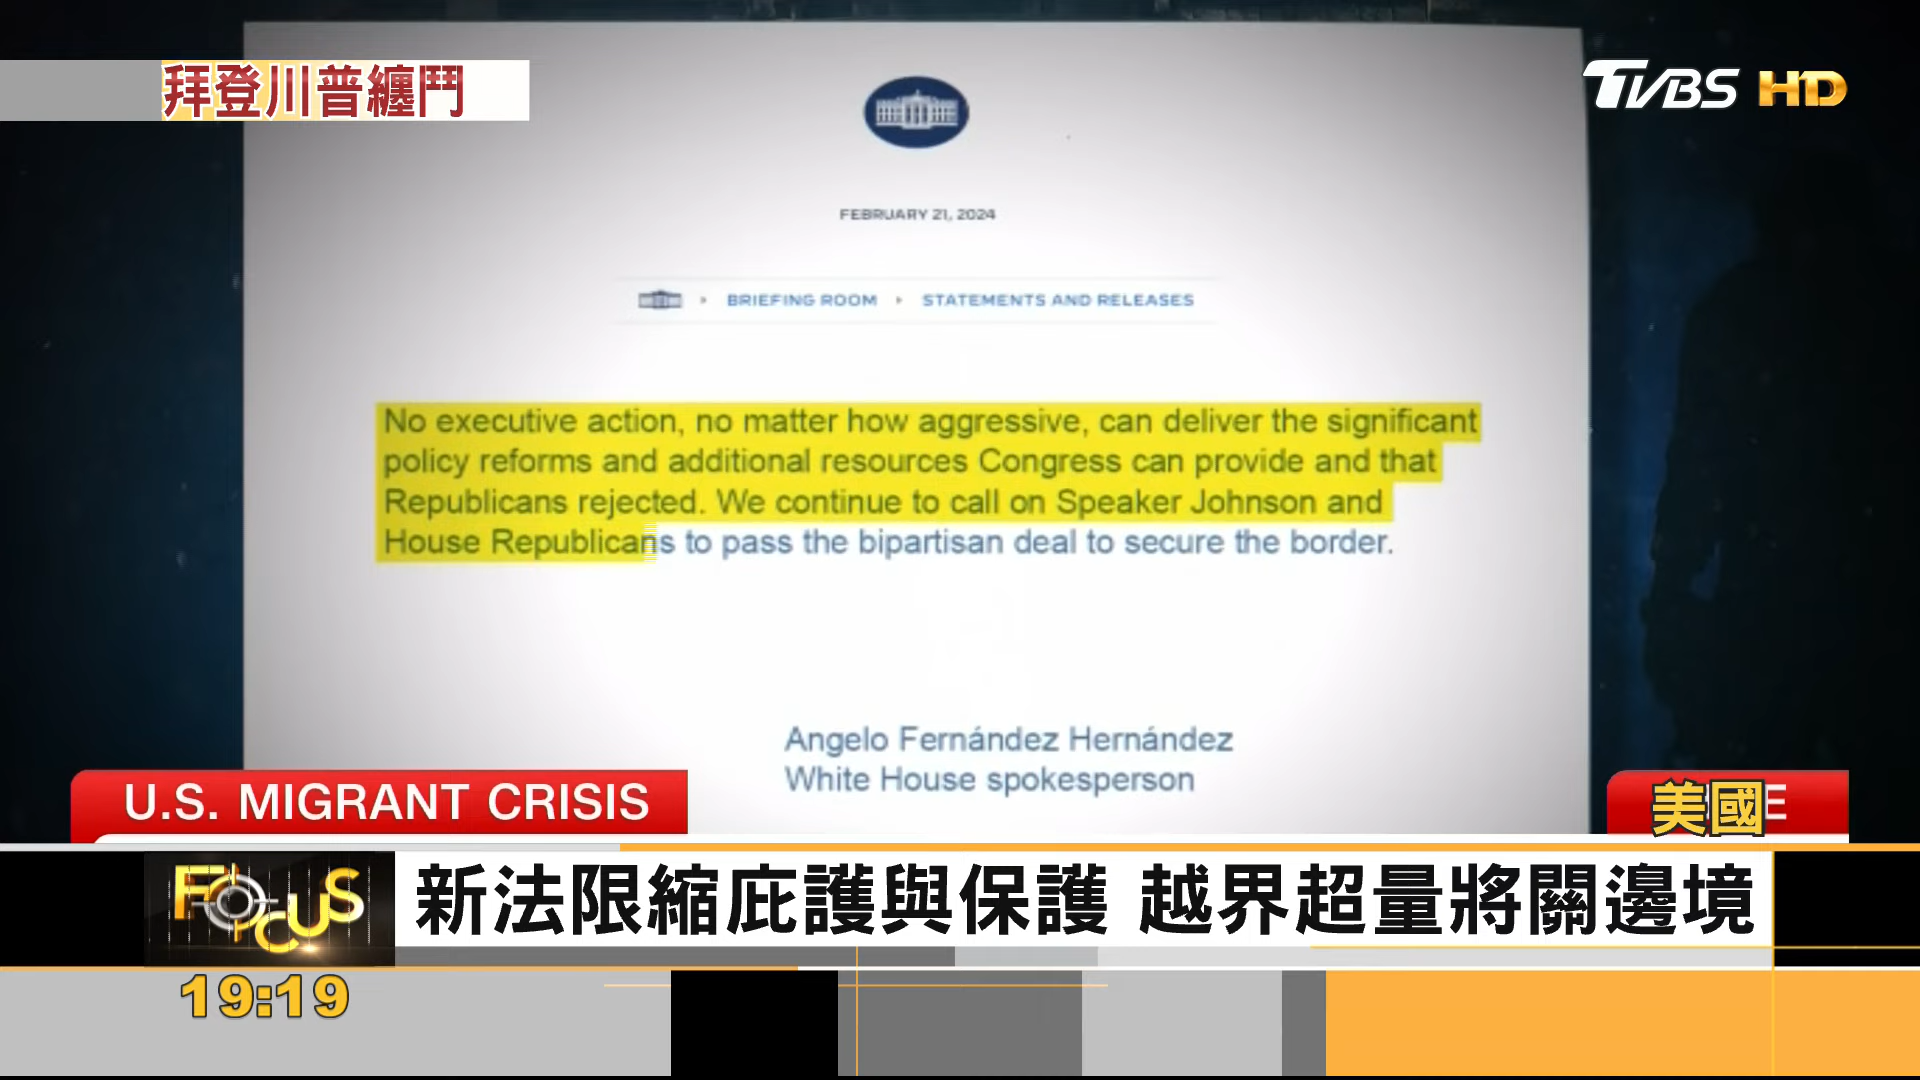 拜登川普纏鬥
TVBS HD
FEBRUARY 21, 2024
BRIEFING ROOM
STATEMENTS AND RELEASES
No executive action, no matter how aggressive, can deliver the significant
policy reforms and additional resources Congress can provide and that
Republicans rejected. We continue to call on Speaker Johnson and
House Republicans to pass the bipartisan deal to secure the border.
Angelo Fernández Hernández
White House spokesperson
U.S. MIGRANT CRISIS
美國
FOCUS
新法限縮庇護與保護 越界超量將關邊境
19:19